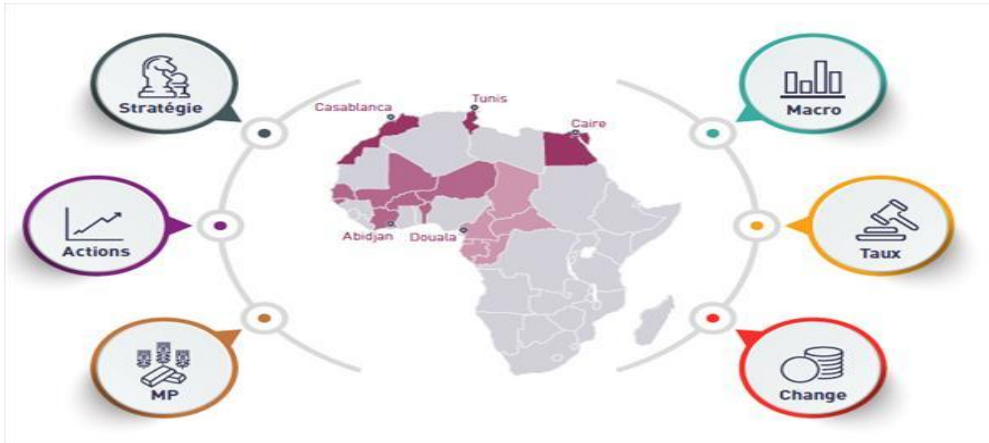 Stratégie
Macro
Casablanca
Tunis
Caire
Actions
Abidjan
Douala
Taux
MP
Change